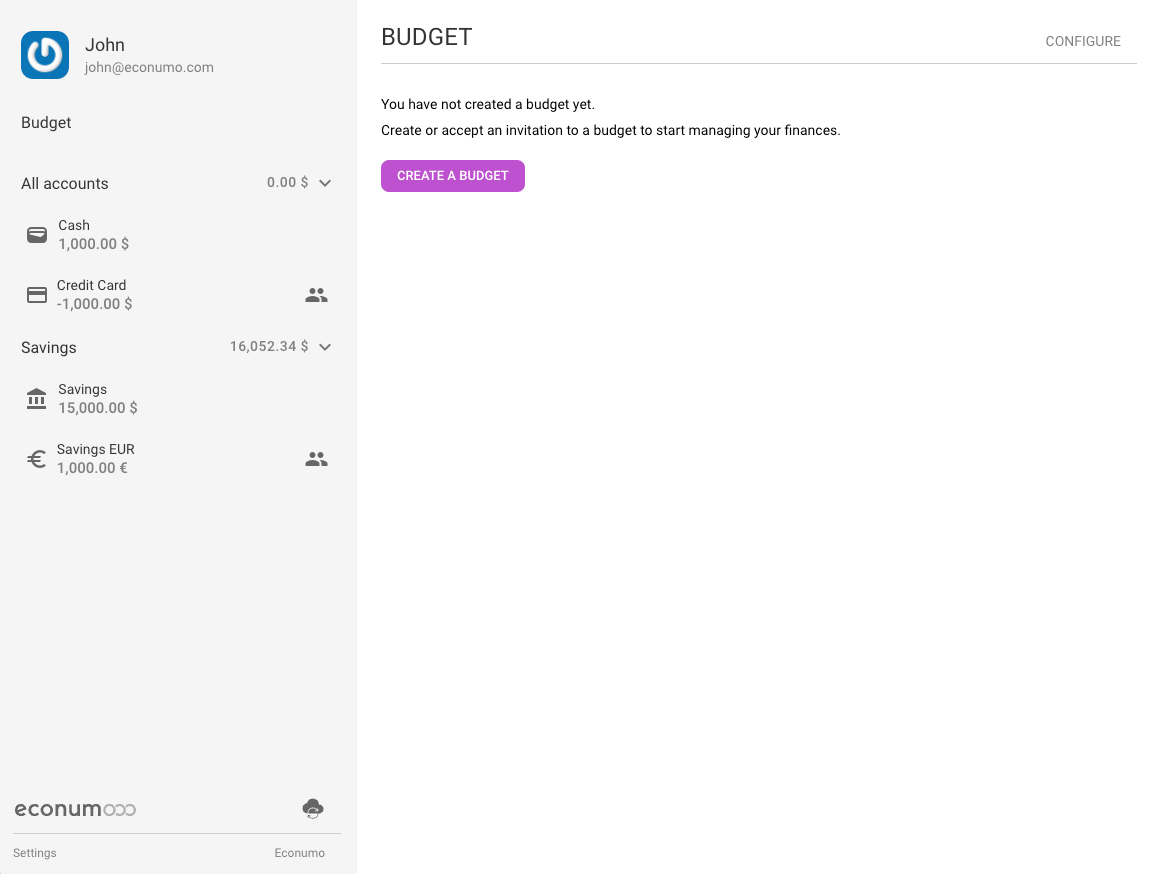 John
john@econumo.com
Budget
All accounts 0.00 $
Cash
1,000.00 $
Credit Card
-1,000.00 $
Savings 16,052.34 $
Savings
15,000.00 $
Savings EUR
1,000.00 €
econumo
Settings Econumo
BUDGET
CONFIGURE
You have not created a budget yet.
Create or accept an invitation to a budget to start managing your finances.
CREATE A BUDGET